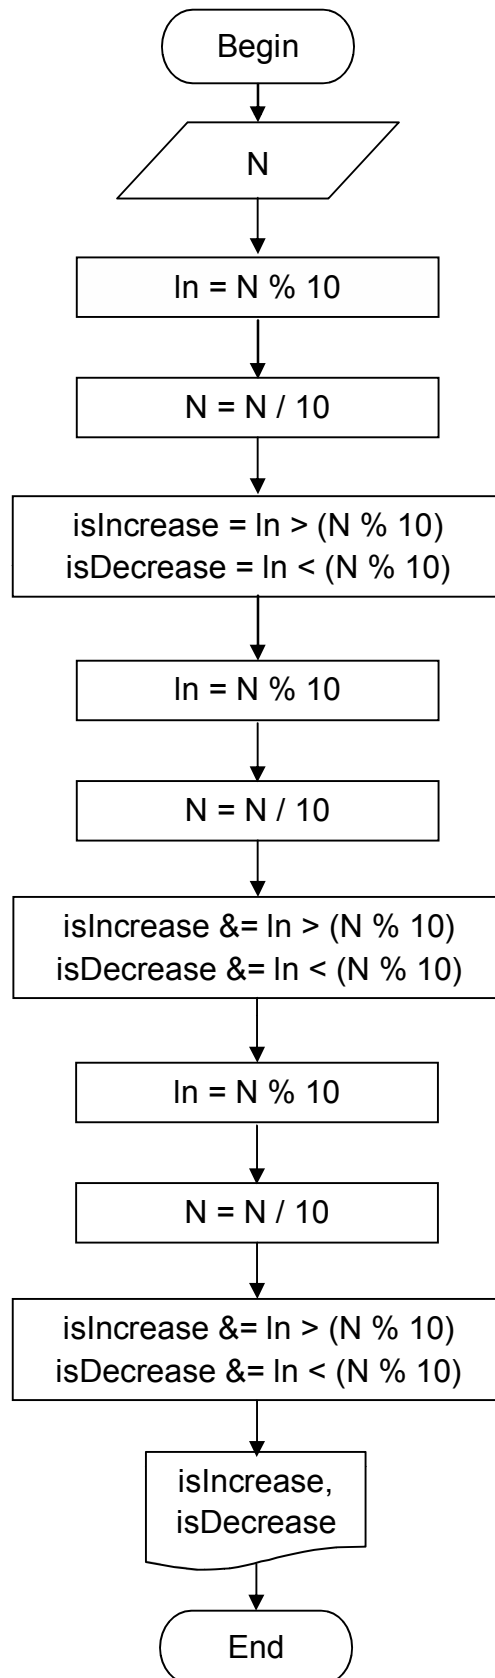 Begin
N
ln = N % 10
N = N / 10
isIncrease = ln > (N % 10)
isDecrease = ln < (N % 10)
ln = N % 10
N = N / 10
isIncrease &= ln > (N % 10)
isDecrease &= ln < (N % 10)
ln = N % 10
N = N / 10
isIncrease &= ln > (N % 10)
isDecrease &= ln < (N % 10)
isIncrease,
isDecrease
End